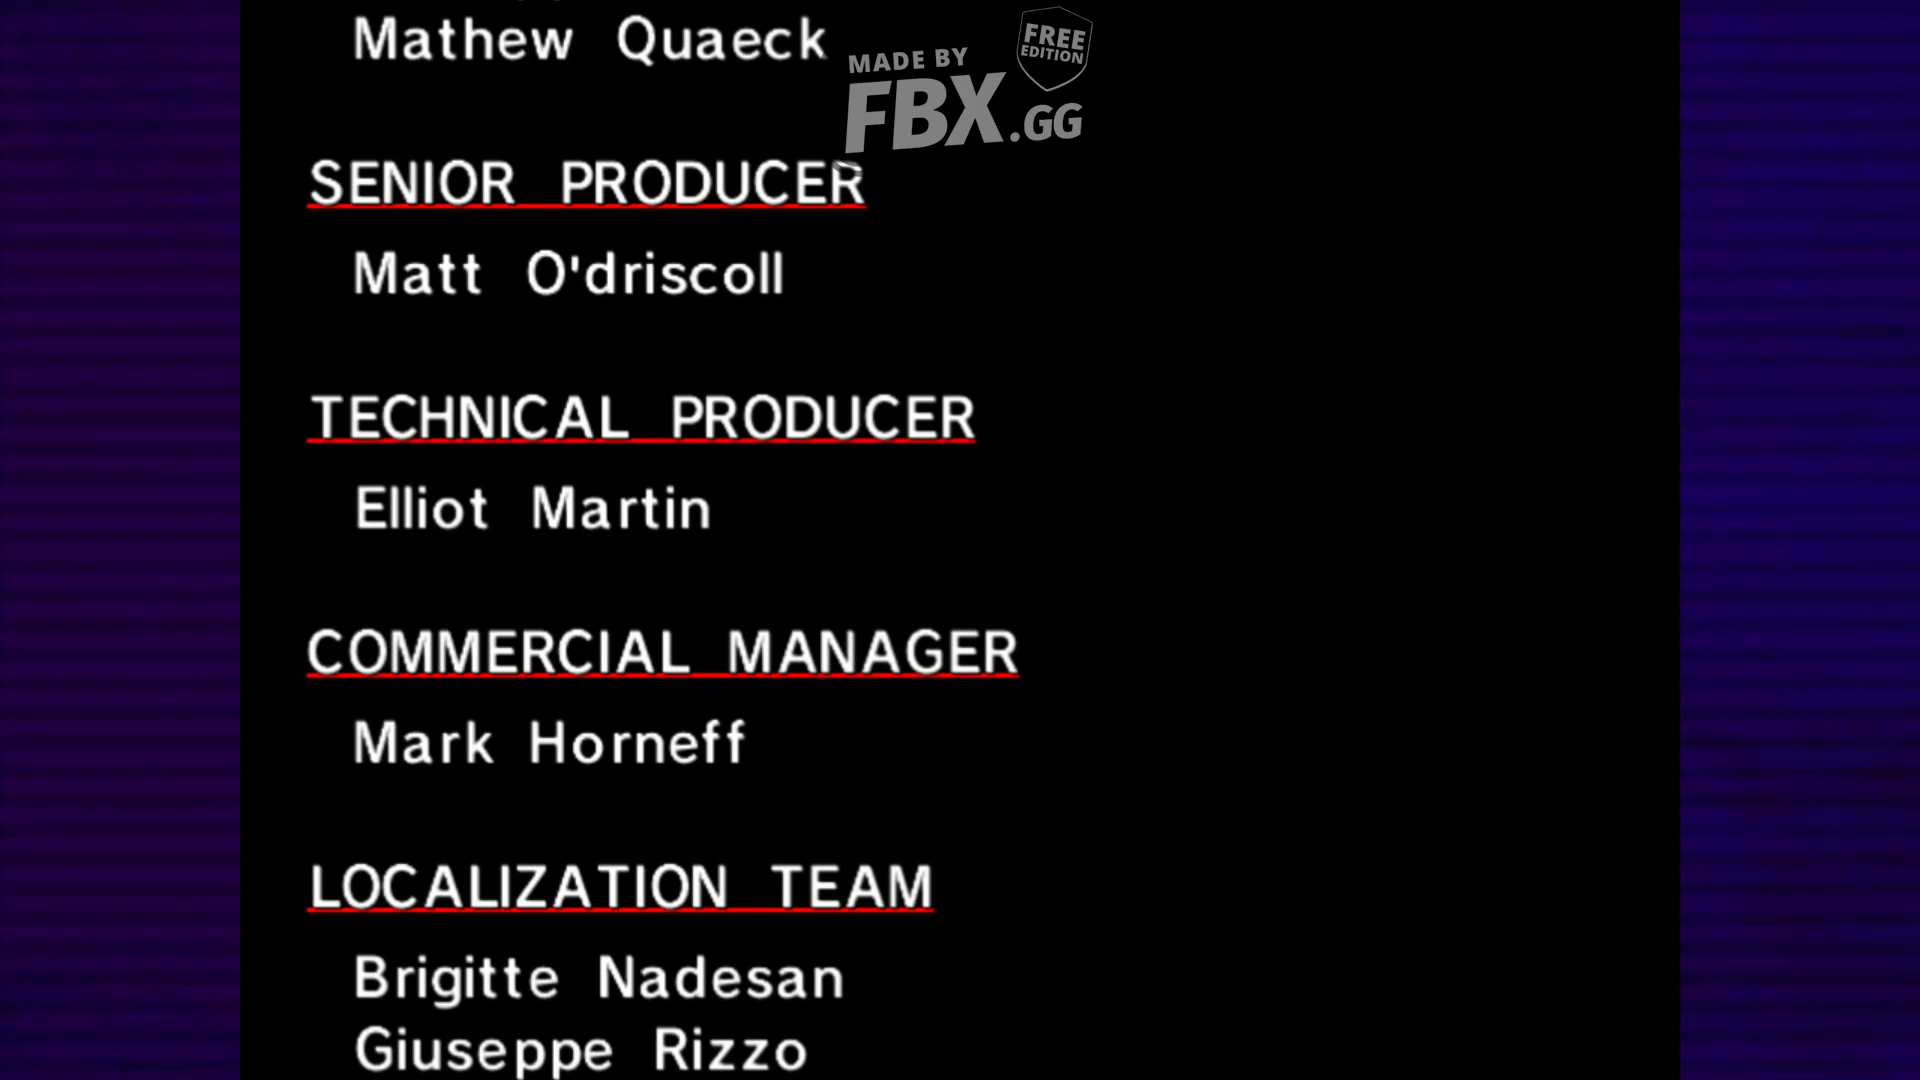 Mathew Quaeck
MADE BY
FBX.GG
FREE
EDITION
SENIOR PRODUCER
Matt O'driscoll
TECHNICAL PRODUCER
Elliot Martin
COMMERCIAL MANAGER
Mark Horneff
LOCALIZATION TEAM
Brigitte Nadesan
Giuseppe Rizzo